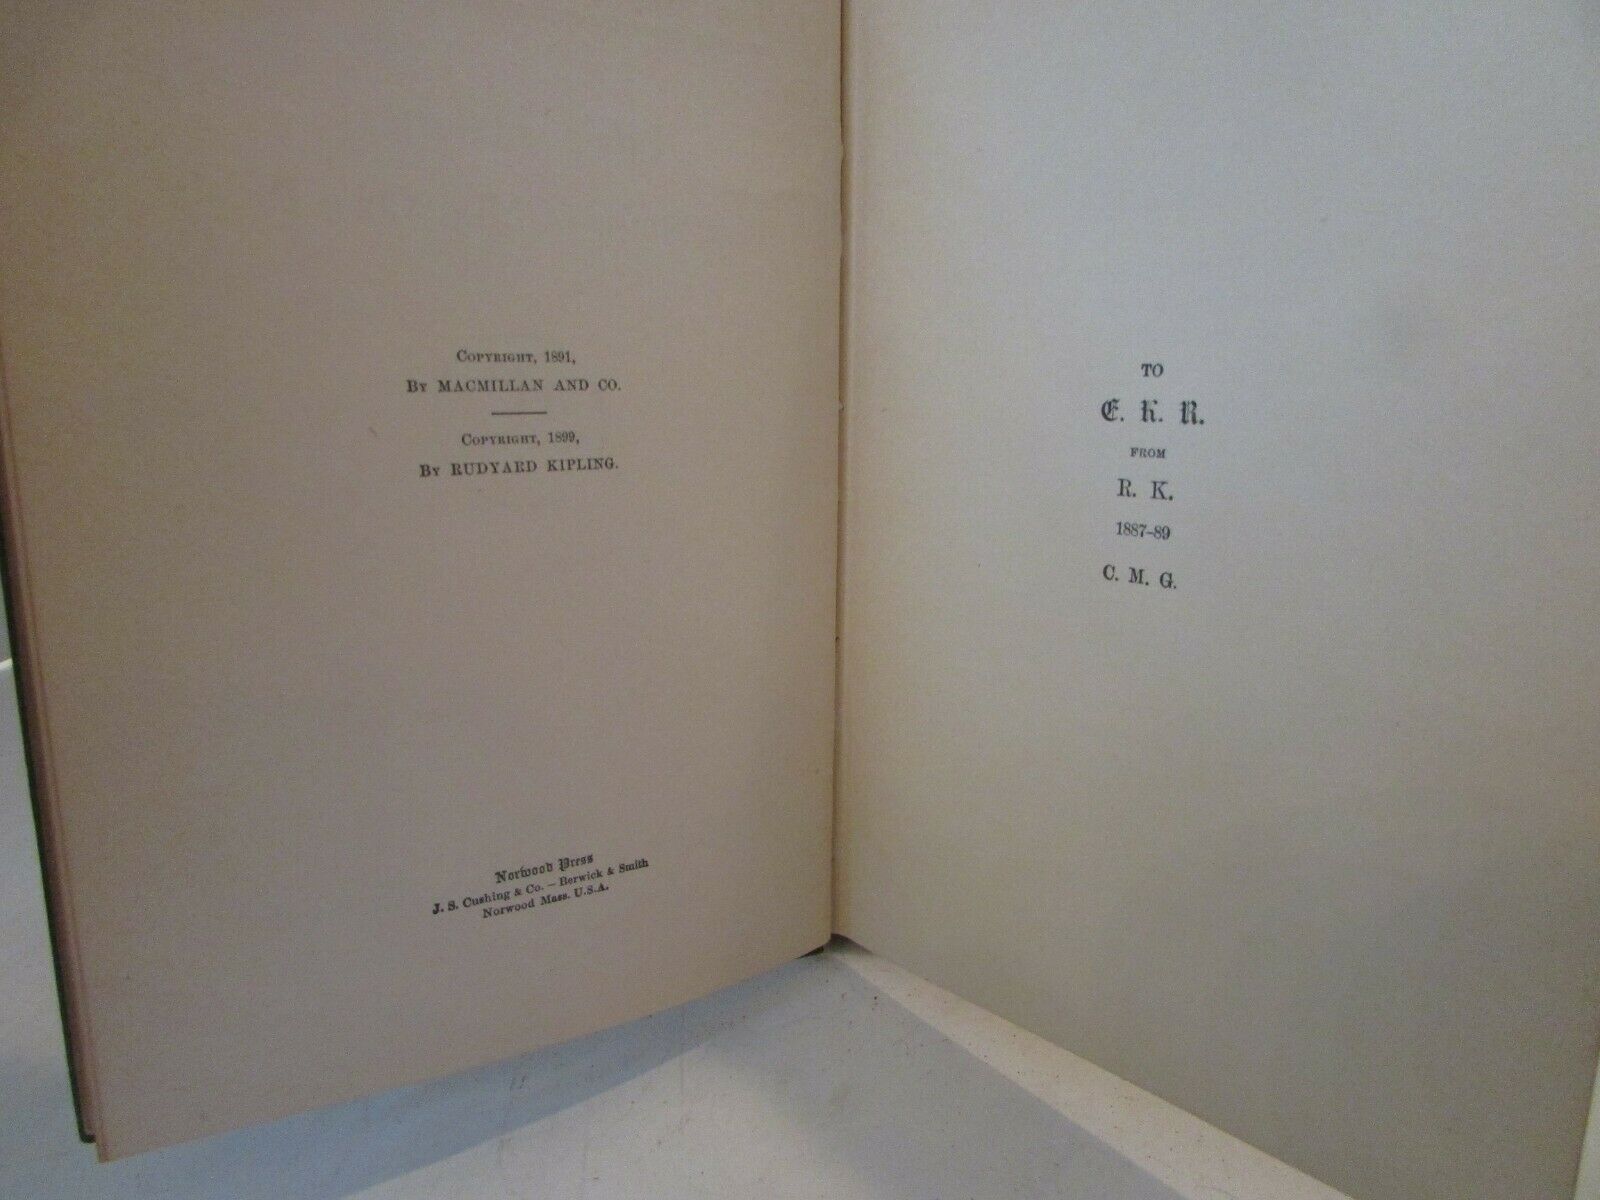 Copyright, 1891,
By MACMILLAN AND CO.
Copyright, 1899,
By RUDYARD KIPLING.
Norwood Press
J. S. Cushing & Co. – Berwick & Smith
Norwood Mass. U.S.A.
TO
E. K. R.
FROM
R. K.
1887–89
C. M. G.